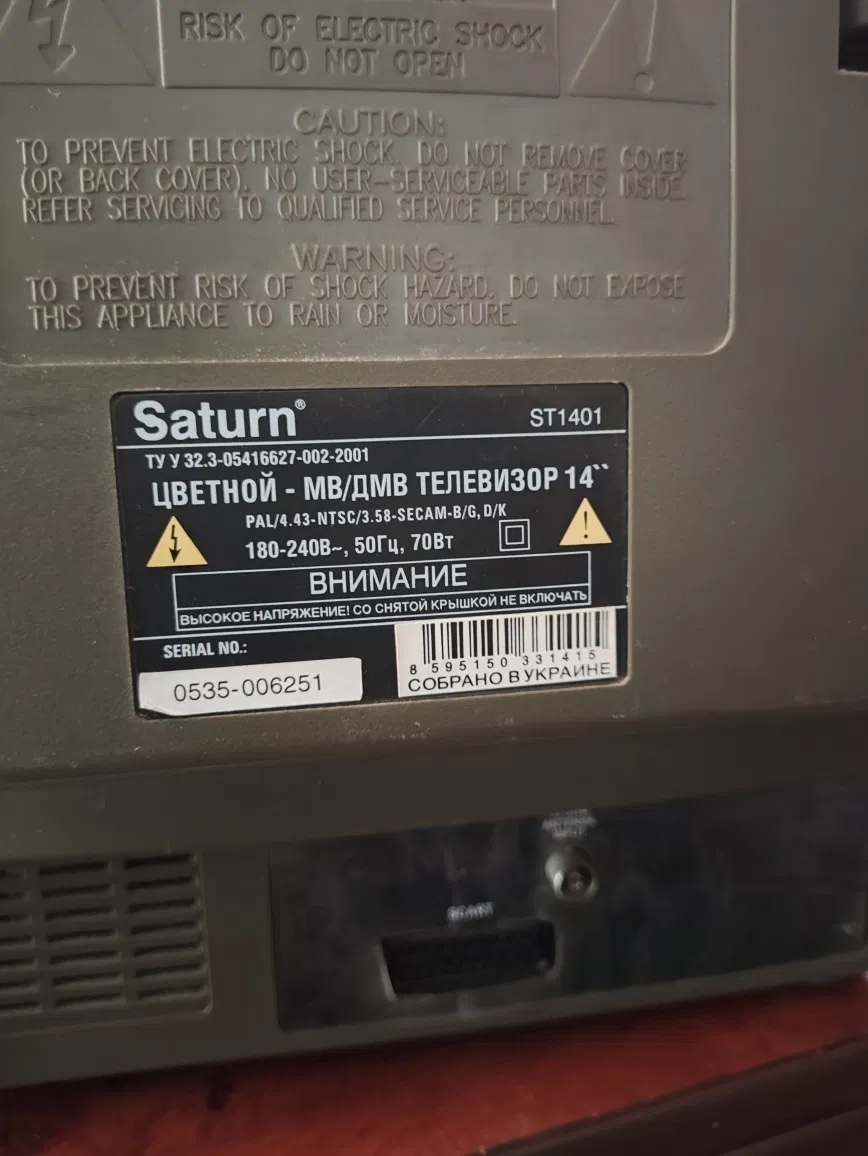 RISK OF ELECTRIC SHOCK
DO NOT OPEN
CAUTION:
TO PREVENT ELECTRIC SHOCK, DO NOT REMOVE COVER
(OR BACK COVER). NO USER-SERVICEABLE PARTS INSIDE.
REFER SERVICING TO QUALIFIED SERVICE PERSONNEL.
WARNING:
TO PREVENT RISK OF SHOCK HAZARD, DO NOT EXPOSE
THIS APPLIANCE TO RAIN OR MOISTURE.
Saturn® ST1401
ТУ У 32.3-05416627-002-2001
ЦВЕТНОЙ - МВ/ДМВ ТЕЛЕВИЗОР 14``
PAL/4.43-NTSC/3.58-SECAM-B/G, D/K
180-240В~, 50Гц, 70Вт
ВНИМАНИЕ
ВЫСОКОЕ НАПРЯЖЕНИЕ! СО СНЯТОЙ КРЫШКОЙ НЕ ВКЛЮЧАТЬ
SERIAL NO.:
0535-006251
8 595150 331415
СОБРАНО В УКРАИНЕ
SCART